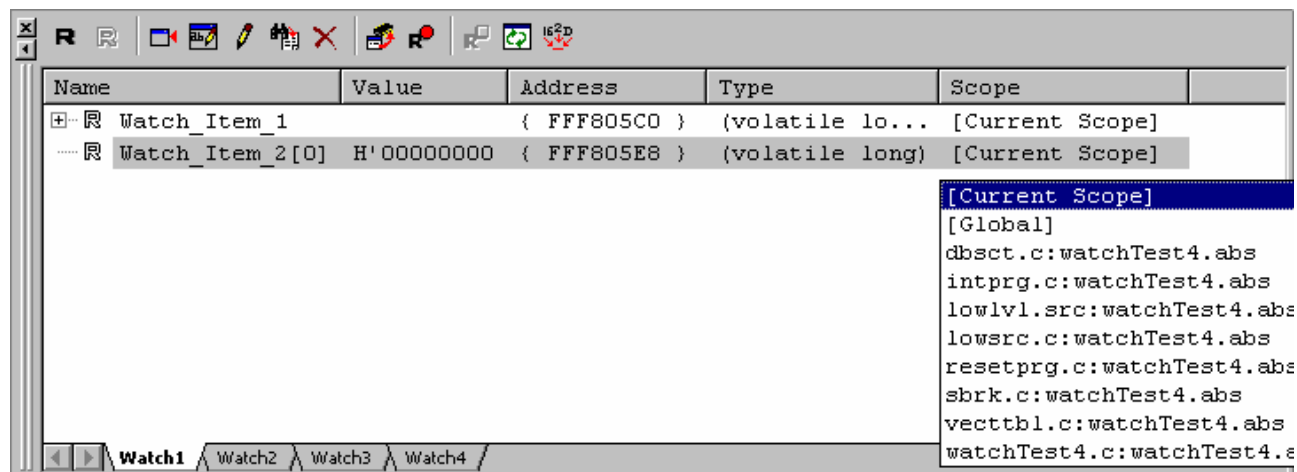 Name Value Address Type Scope
Watch_Item_1 { FFF805C0 } (volatile lo... [Current Scope]
Watch_Item_2[0] H'00000000 { FFF805E8 } (volatile long) [Current Scope]
[Current Scope]
[Global]
dbsct.c:watchTest4.abs
intprg.c:watchTest4.abs
lowlvl.src:watchTest4.abs
lowsrc.c:watchTest4.abs
resetprg.c:watchTest4.abs
sbrk.c:watchTest4.abs
vecttbl.c:watchTest4.abs
watchTest4.c:watchTest4.a
Watch1 Watch2 Watch3 Watch4